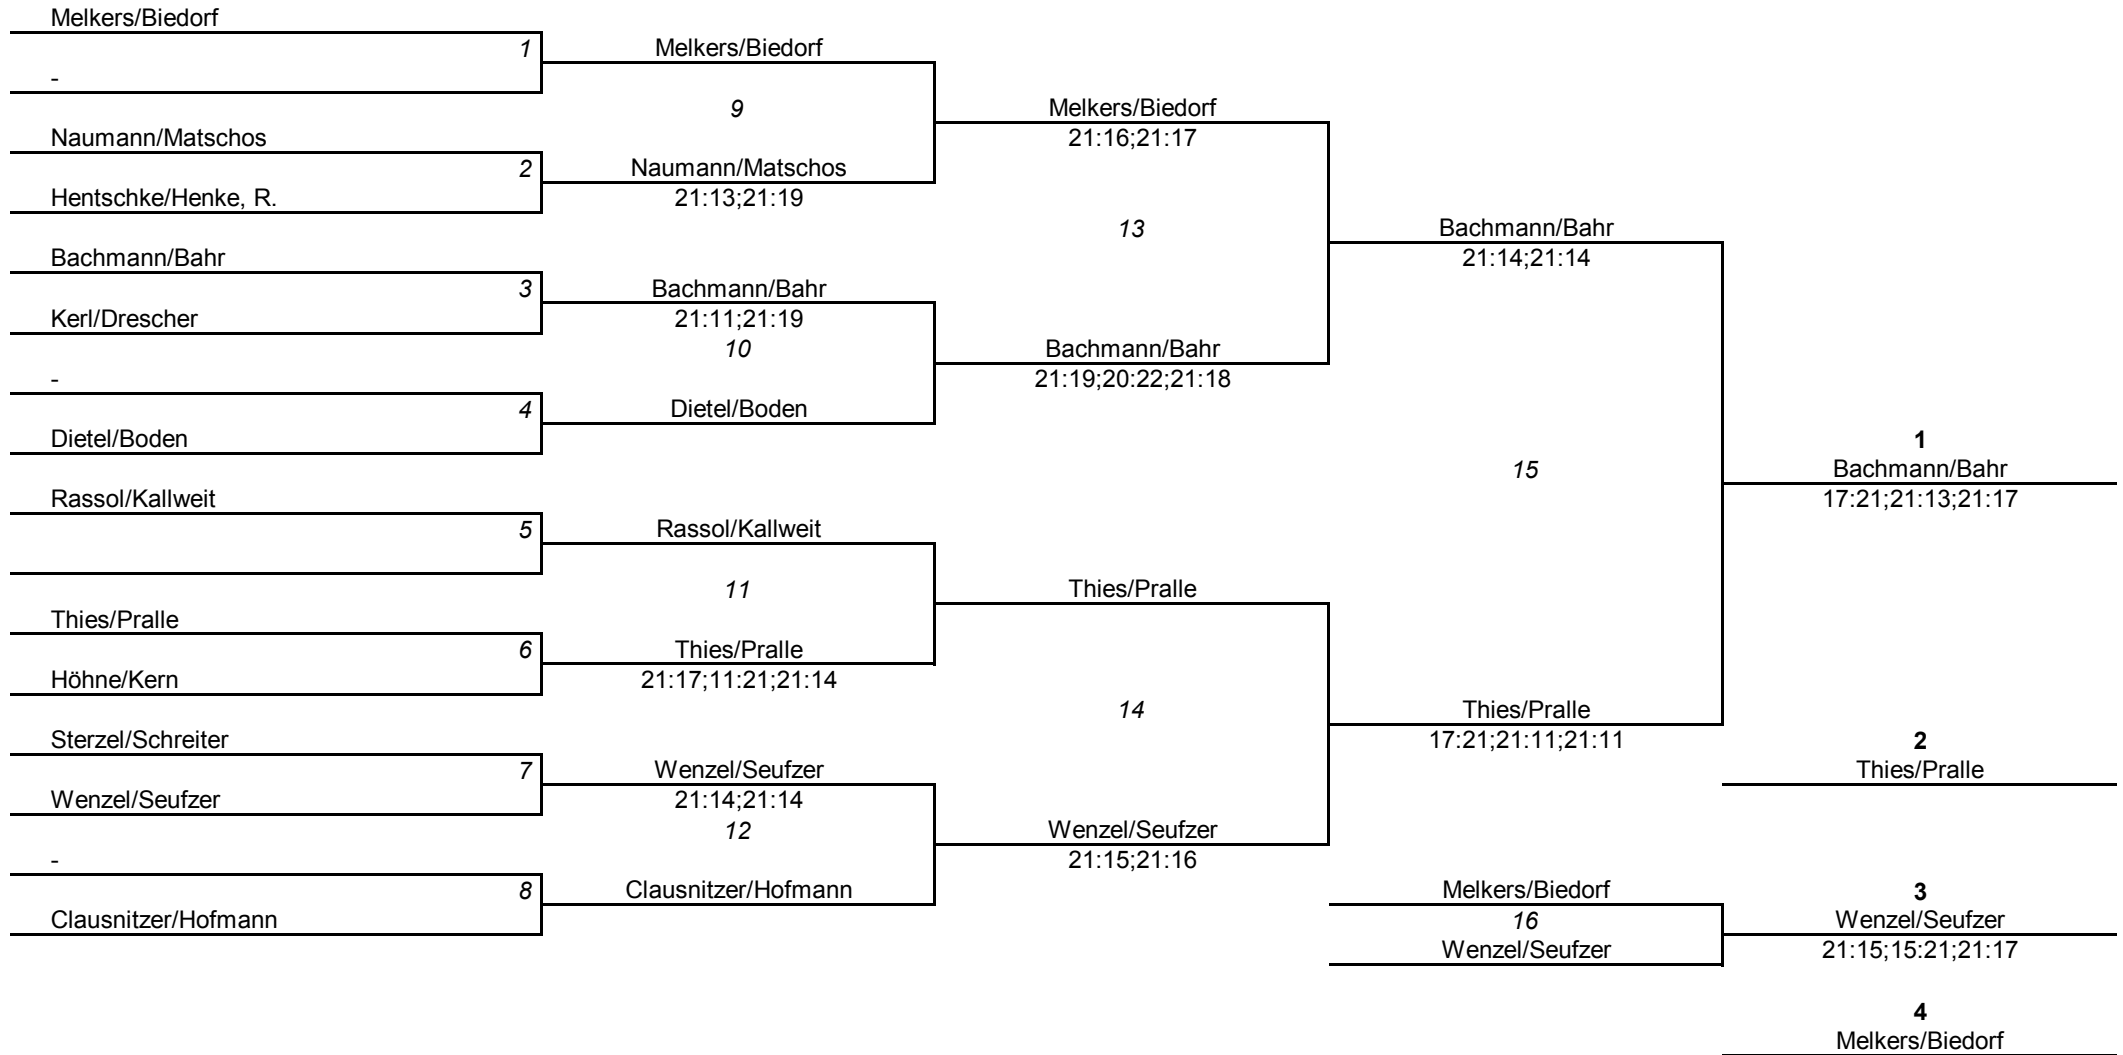 Melkers/Biedorf
1
Melkers/Biedorf
-
9
Melkers/Biedorf
Naumann/Matschos
21:16;21:17
2
Naumann/Matschos
Hentschke/Henke, R.
21:13;21:19
13
Bachmann/Bahr
Bachmann/Bahr
21:14;21:14
3
Bachmann/Bahr
Kerl/Drescher
21:11;21:19
10
Bachmann/Bahr
-
21:19;20:22;21:18
4
Dietel/Boden
Dietel/Boden
1
15
Bachmann/Bahr
Rassol/Kallweit
17:21;21:13;21:17
5
Rassol/Kallweit
11
Thies/Pralle
Thies/Pralle
6
Thies/Pralle
Höhne/Kern
21:17;11:21;21:14
14
Thies/Pralle
Sterzel/Schreiter
17:21;21:11;21:11
2
7
Wenzel/Seufzer
Thies/Pralle
Wenzel/Seufzer
21:14;21:14
12
Wenzel/Seufzer
-
21:15;21:16
8
Clausnitzer/Hofmann
Melkers/Biedorf
3
Clausnitzer/Hofmann
16
Wenzel/Seufzer
Wenzel/Seufzer
21:15;15:21;21:17
4
Melkers/Biedorf